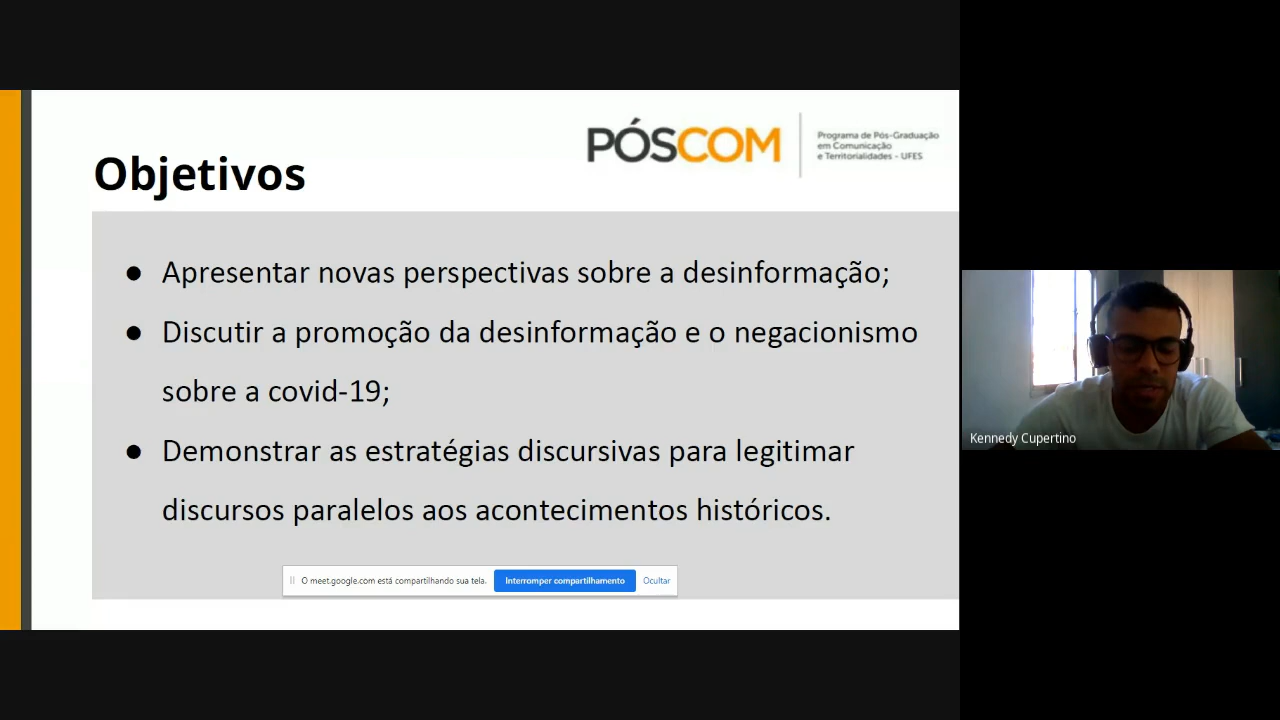 PÓSCOM
Programa de Pós-Graduação
em Comunicação
e Territorialidades - UFES
Objetivos
● Apresentar novas perspectivas sobre a desinformação;
● Discutir a promoção da desinformação e o negacionismo
sobre a covid-19;
● Demonstrar as estratégias discursivas para legitimar
discursos paralelos aos acontecimentos históricos.
O meet.google.com está compartilhando sua tela. Interromper compartilhamento Ocultar
Kennedy Cupertino